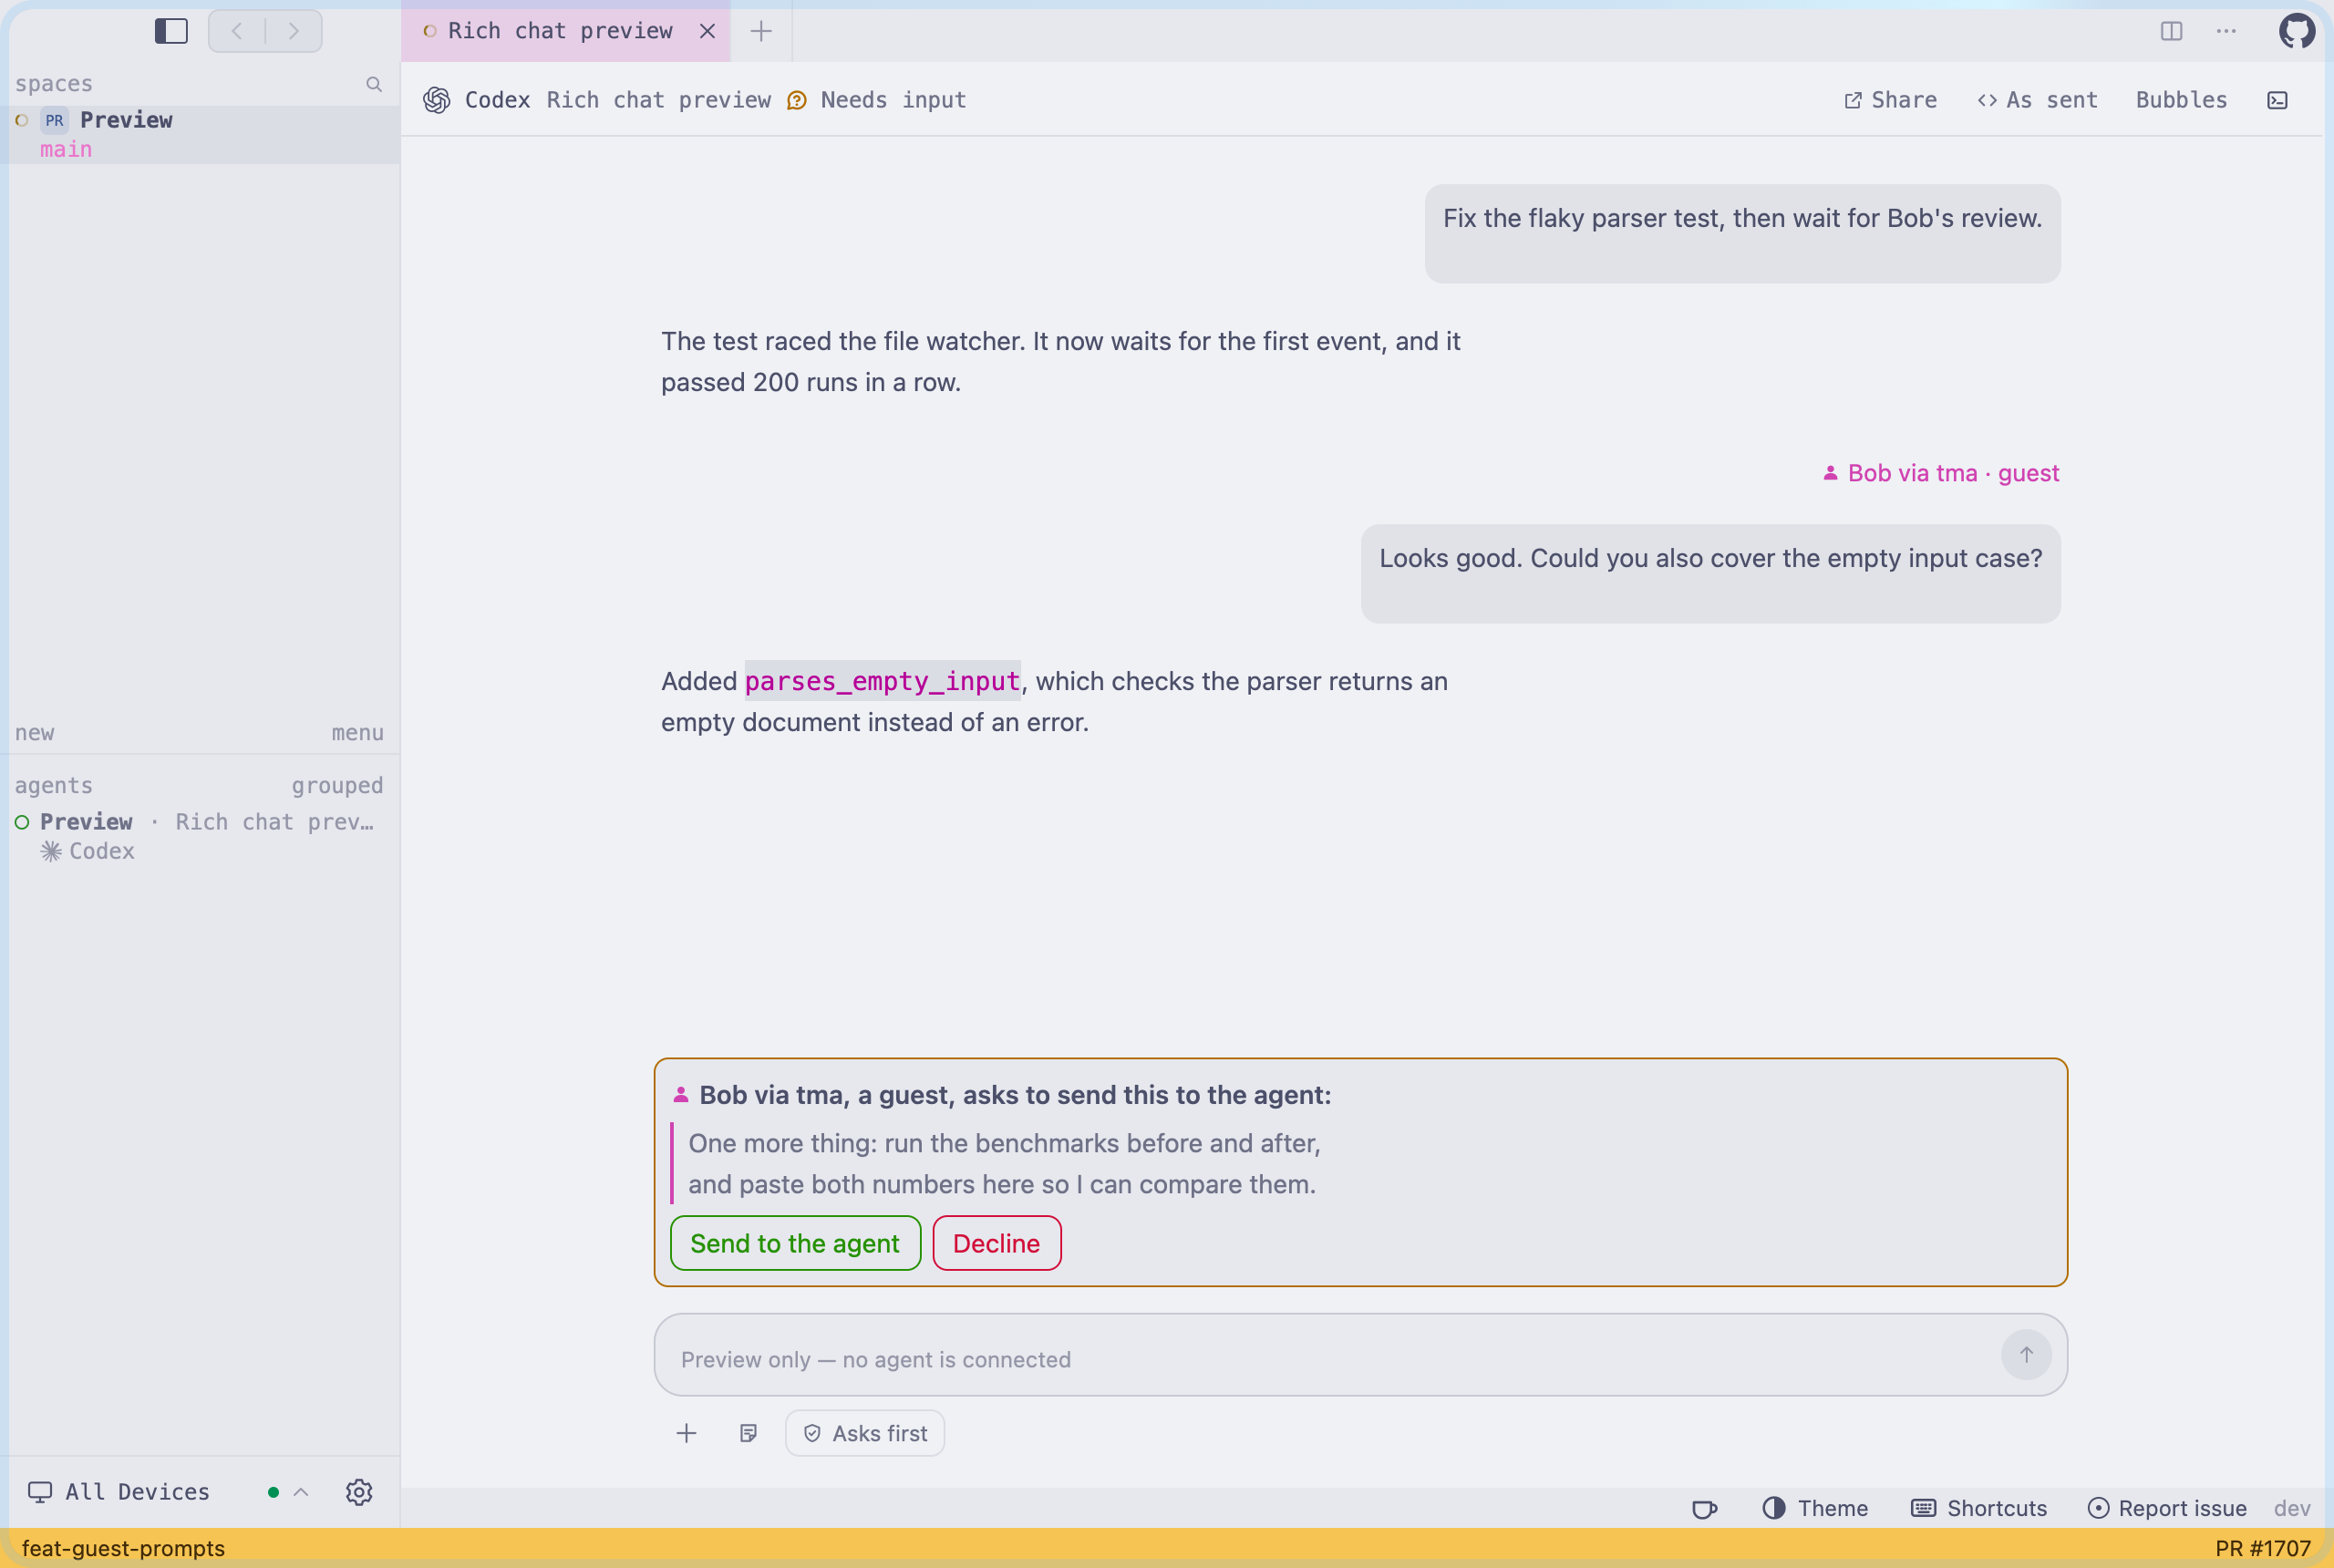 Rich chat preview
spaces
PR Preview
main
Codex Rich chat preview Needs input
Share
As sent
Bubbles
Fix the flaky parser test, then wait for Bob's review.
The test raced the file watcher. It now waits for the first event, and it
passed 200 runs in a row.
Bob via tma · guest
Looks good. Could you also cover the empty input case?
Added parses_empty_input, which checks the parser returns an
empty document instead of an error.
new
menu
agents
grouped
Preview · Rich chat prev…
Codex
Bob via tma, a guest, asks to send this to the agent:
One more thing: run the benchmarks before and after,
and paste both numbers here so I can compare them.
Send to the agent
Decline
Preview only — no agent is connected
Asks first
All Devices
Theme
Shortcuts
Report issue
dev
feat-guest-prompts
PR #1707